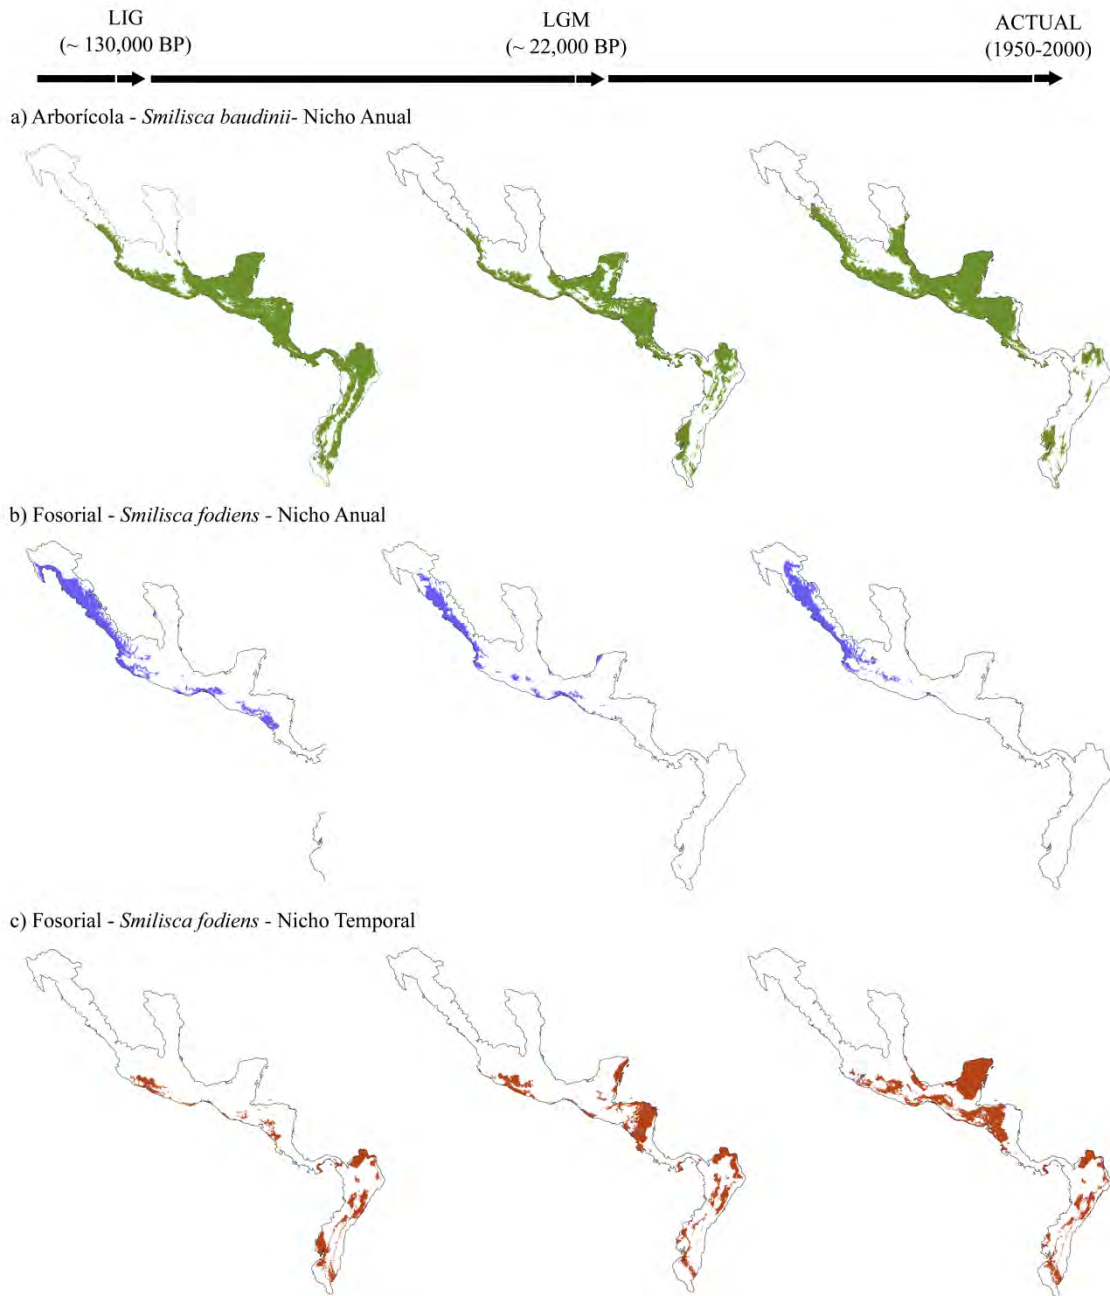 LIG
(~ 130,000 BP)
LGM
(~ 22,000 BP)
ACTUAL
(1950-2000)
a) Arborícola - Smilisca baudinii- Nicho Anual
b) Fosorial - Smilisca fodiens - Nicho Anual
c) Fosorial - Smilisca fodiens - Nicho Temporal